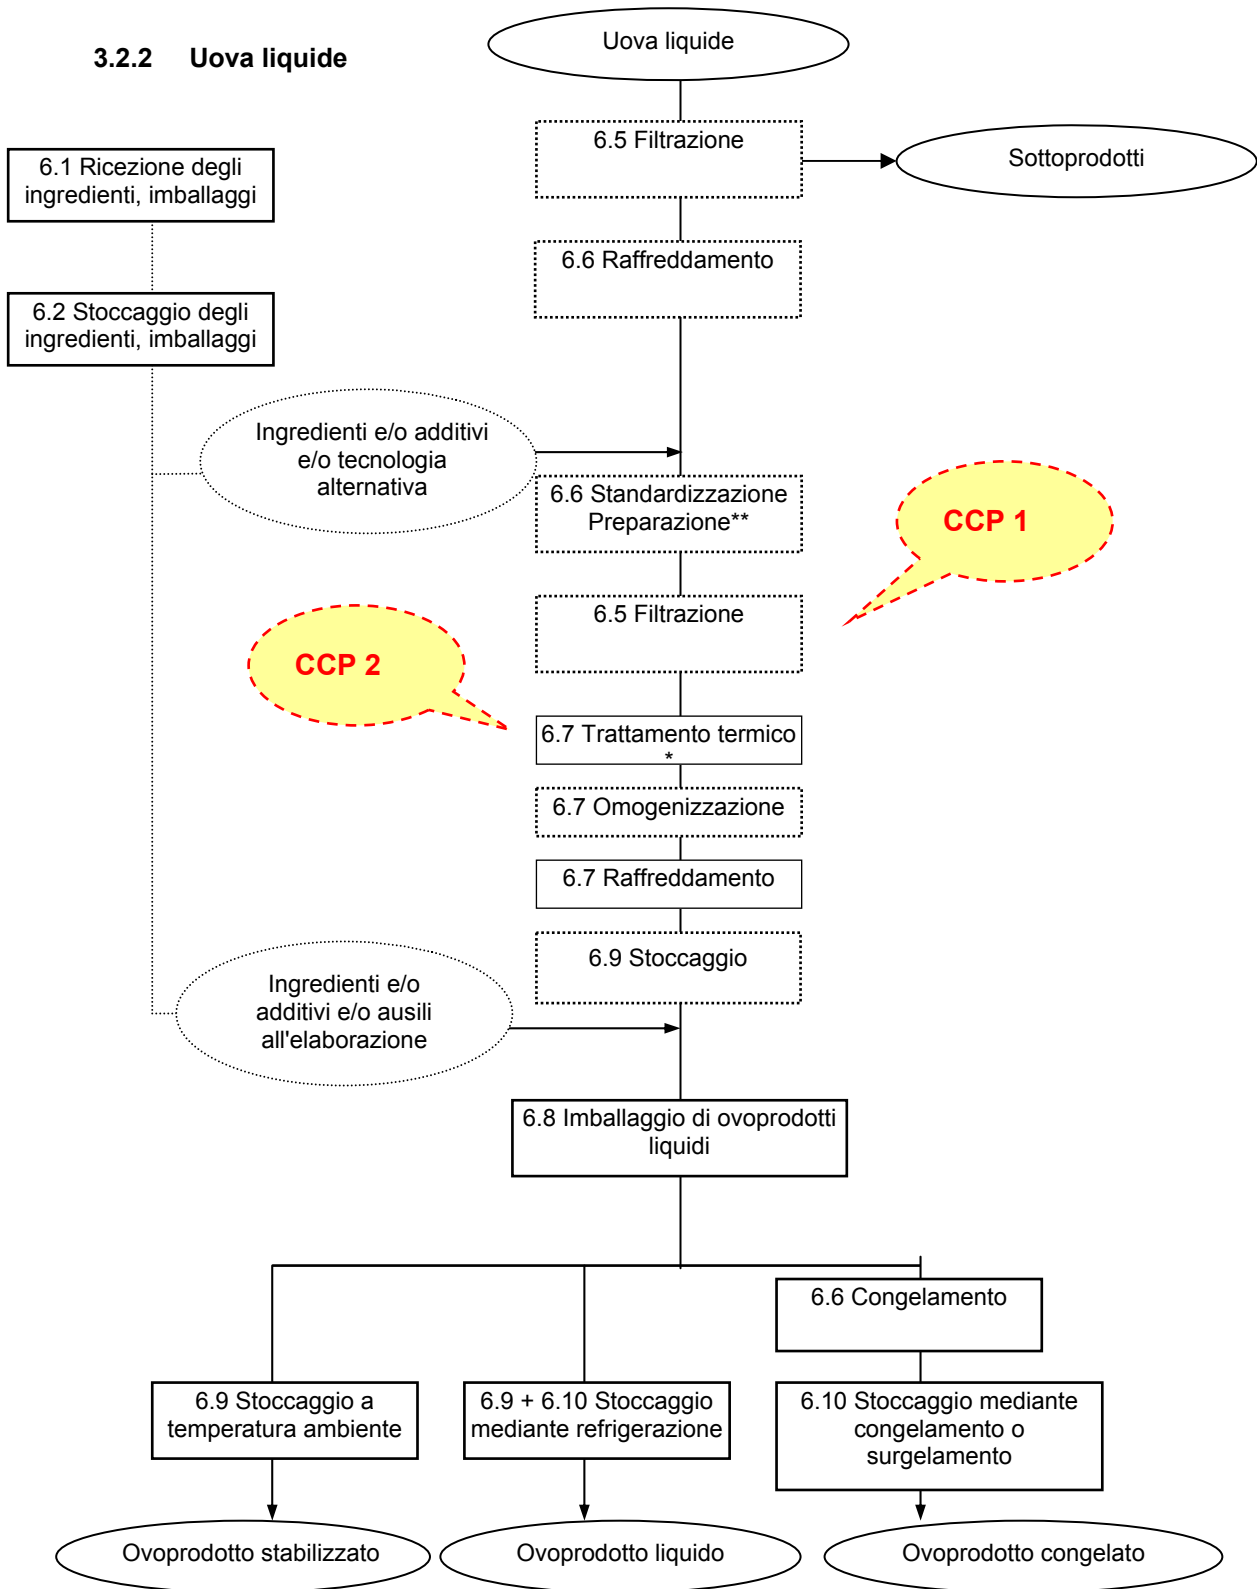 3.2.2 Uova liquide
Uova liquide
6.5 Filtrazione
Sottoprodotti
6.1 Ricezione degli
ingredienti, imballaggi
6.6 Raffreddamento
6.2 Stoccaggio degli
ingredienti, imballaggi
Ingredienti e/o additivi
e/o tecnologia
alternativa
6.6 Standardizzazione
Preparazione**
CCP 1
6.5 Filtrazione
CCP 2
6.7 Trattamento termico
*
6.7 Omogenizzazione
6.7 Raffreddamento
6.9 Stoccaggio
Ingredienti e/o
additivi e/o ausili
all'elaborazione
6.8 Imballaggio di ovoprodotti
liquidi
6.6 Congelamento
6.9 Stoccaggio a
temperatura ambiente
6.9 + 6.10 Stoccaggio
mediante refrigerazione
6.10 Stoccaggio mediante
congelamento o
surgelamento
Ovoprodotto stabilizzato
Ovoprodotto liquido
Ovoprodotto congelato